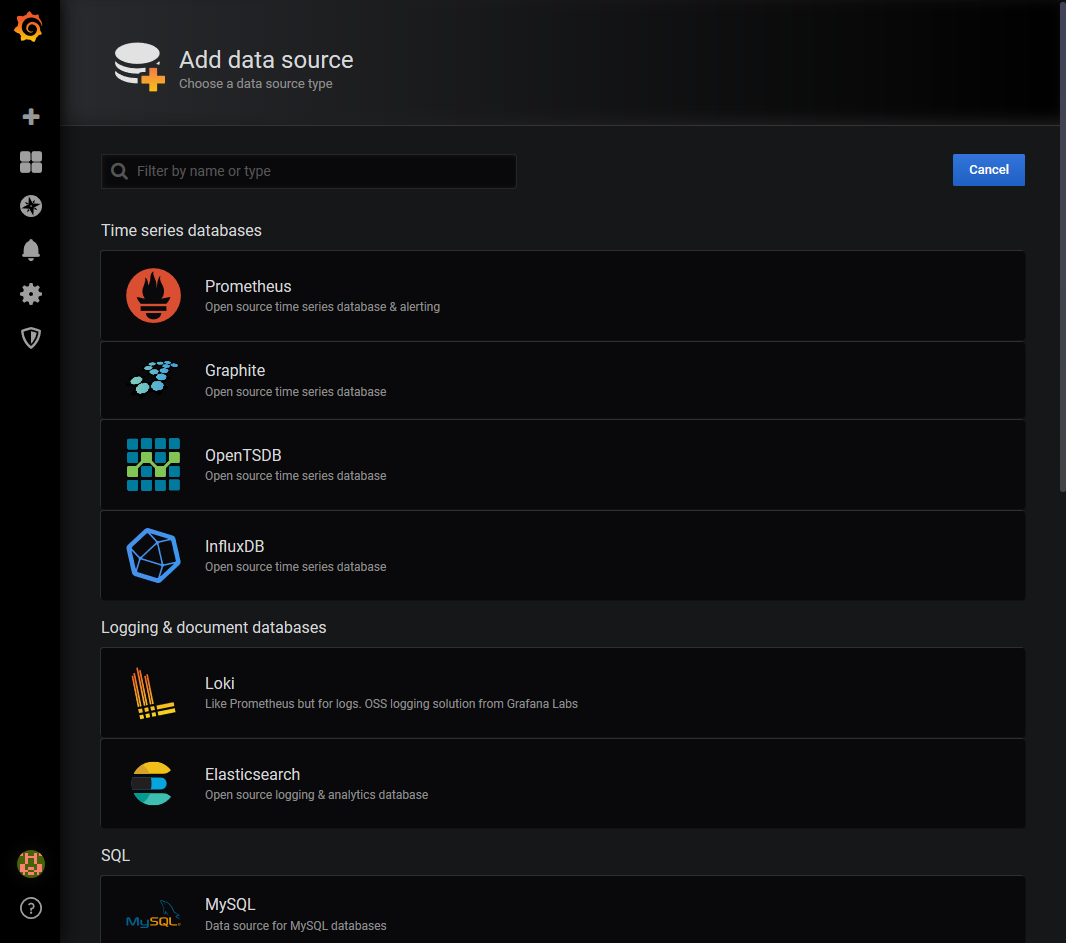 Add data source
Choose a data source type
Filter by name or type
Cancel
Time series databases
Prometheus
Open source time series database & alerting
Graphite
Open source time series database
OpenTSDB
Open source time series database
InfluxDB
Open source time series database
Logging & document databases
Loki
Like Prometheus but for logs. OSS logging solution from Grafana Labs
Elasticsearch
Open source logging & analytics database
SQL
MySQL
MySQL
Data source for MySQL databases
?